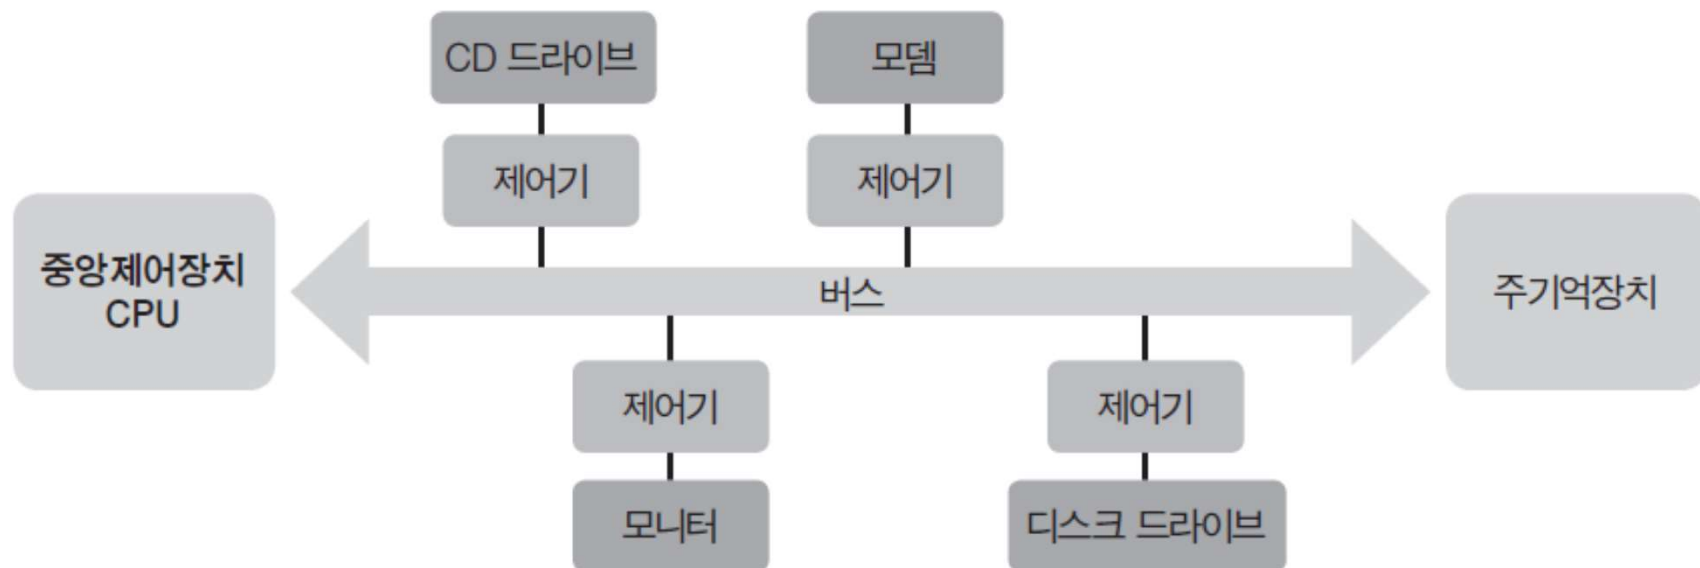 CD 드라이브
모뎀
제어기
제어기
중앙제어장치
CPU
버스
주기억장치
제어기
제어기
모니터
디스크 드라이브